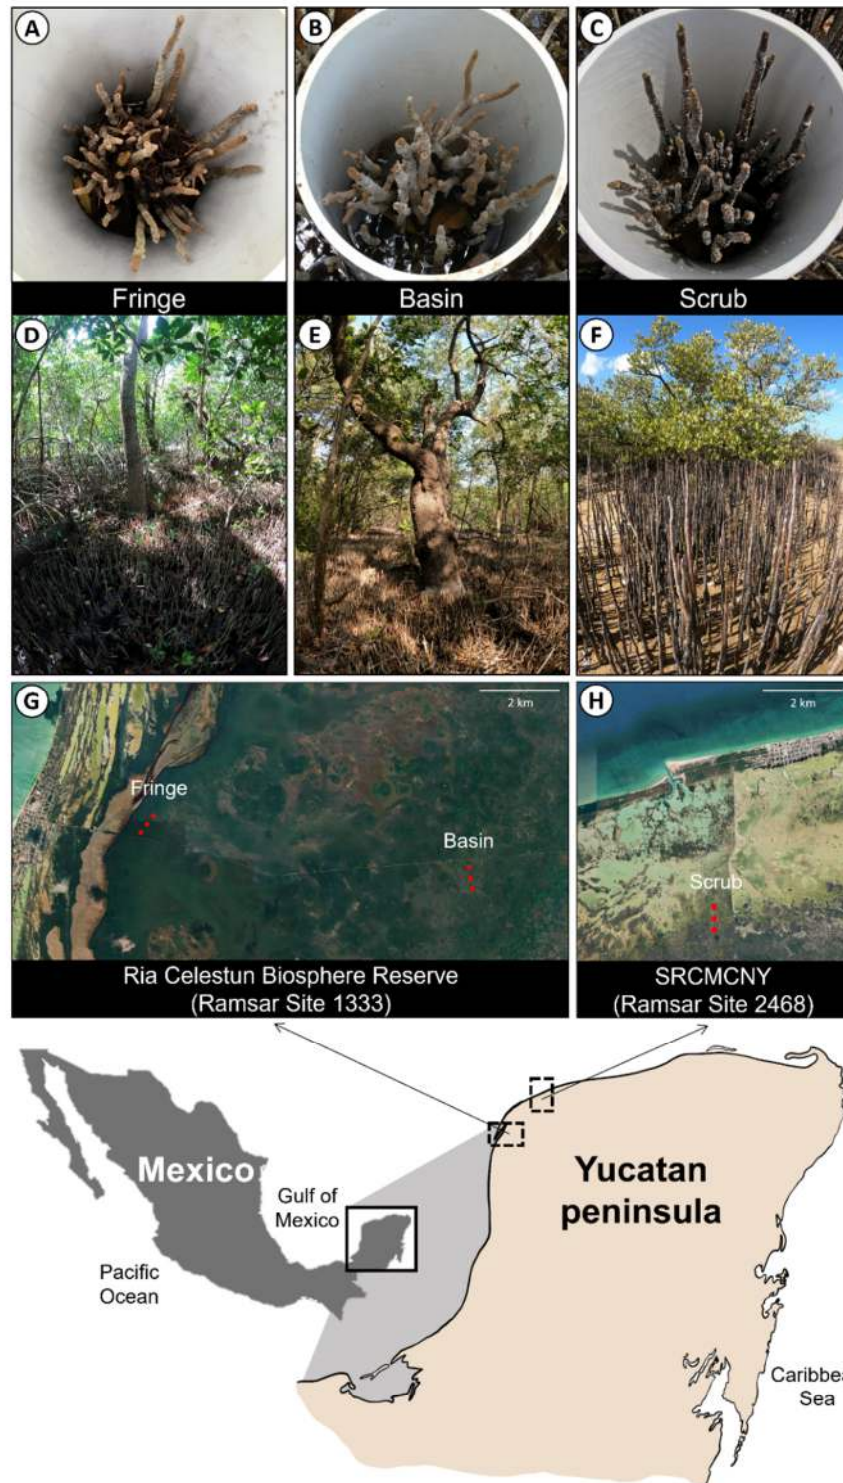 A
B
C
Fringe
Basin
Scrub
D
E
F
G
2 km
H
2 km
Fringe
Basin
Scrub
Ria Celestun Biosphere Reserve
(Ramsar Site 1333)
SRCMCNY
(Ramsar Site 2468)
Mexico
Gulf of
Mexico
Pacific
Ocean
Yucatan
peninsula
Caribbea
Sea